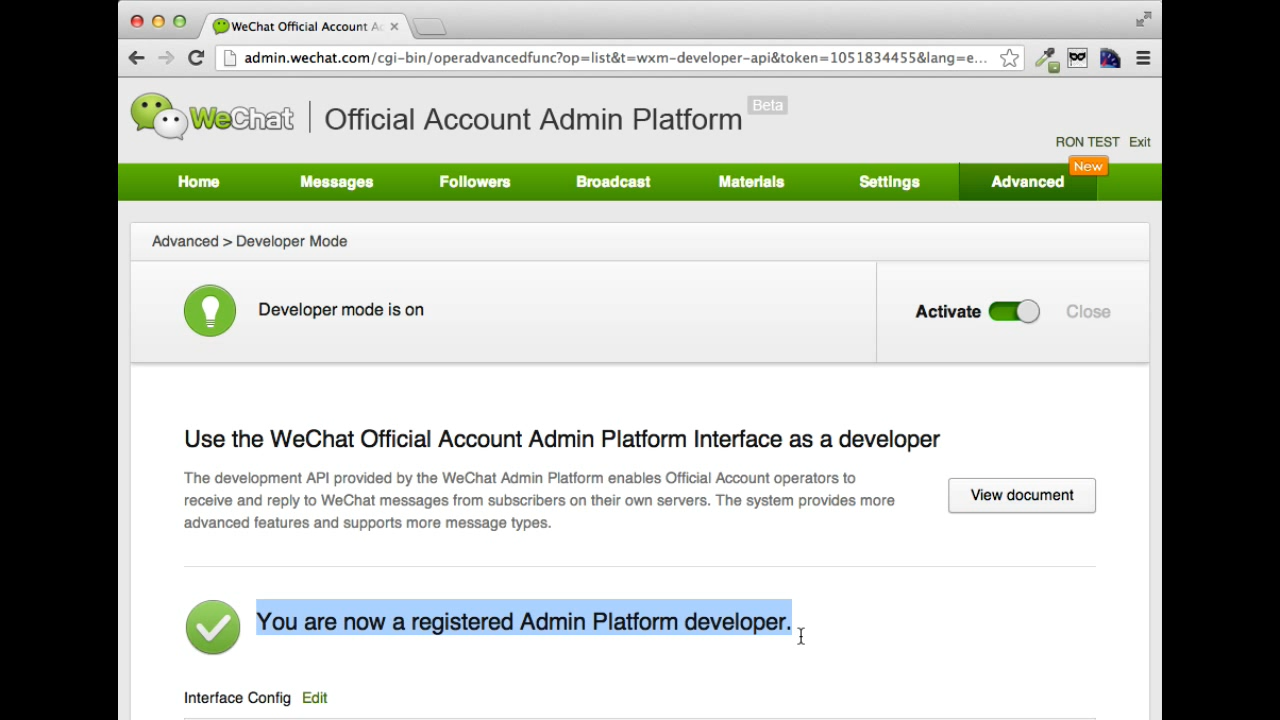 WeChat Official Account Ac
admin.wechat.com/cgi-bin/operadvancedfunc?op=list&t=wxm-developer-api&token=1051834455&lang=e...
WeChat | Official Account Admin Platform Beta
RON TEST Exit
New
Home Messages Followers Broadcast Materials Settings Advanced
Advanced > Developer Mode
Developer mode is on Activate Close
Use the WeChat Official Account Admin Platform Interface as a developer
The development API provided by the WeChat Admin Platform enables Official Account operators to
receive and reply to WeChat messages from subscribers on their own servers. The system provides more
advanced features and supports more message types.
View document
You are now a registered Admin Platform developer.
Interface Config Edit